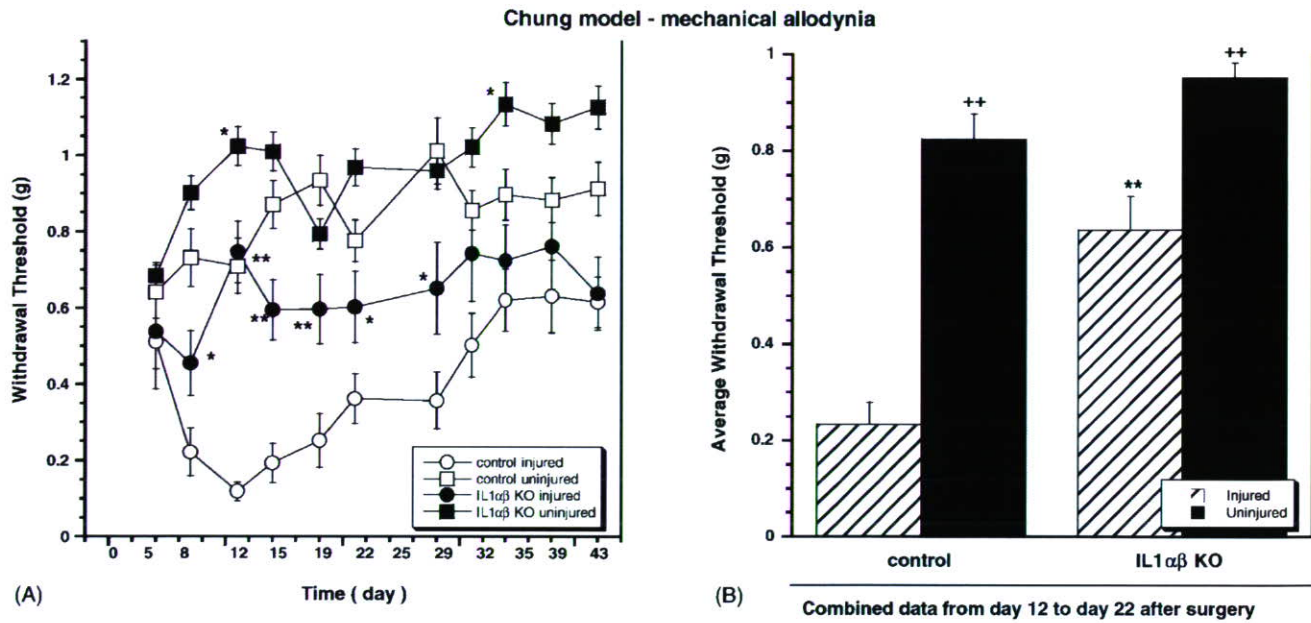 Chung model - mechanical allodynia
Withdrawal Threshold (g)
1.2
1
0.8
0.6
0.4
0.2
0
*
*
*
**
**
**
*
*
control injured
control uninjured
IL1αβ KO injured
IL1αβ KO uninjured
0 5 8 12 15 19 22 25 29 32 34 39 43
Time ( day )
(A)
Average Withdrawal Threshold (g)
1
0.8
0.6
0.4
0.2
0
++
**
++
Injured
Uninjured
control IL1αβ KO
(B)
Combined data from day 12 to day 22 after surgery